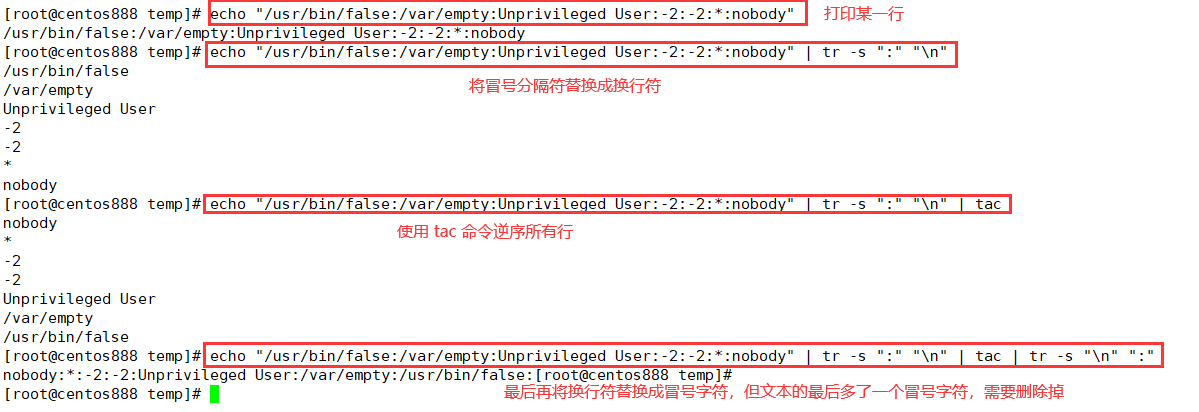 [root@centos888 temp]# echo "/usr/bin/false:/var/empty:Unprivileged User:-2:-2:*:nobody" 打印某一行
/usr/bin/false:/var/empty:Unprivileged User:-2:-2:*:nobody
[root@centos888 temp]# echo "/usr/bin/false:/var/empty:Unprivileged User:-2:-2:*:nobody" | tr -s ":" "\n"
/usr/bin/false
将冒号分隔符替换成换行符
/var/empty
Unprivileged User
-2
-2
*
nobody
[root@centos888 temp]# echo "/usr/bin/false:/var/empty:Unprivileged User:-2:-2:*:nobody" | tr -s ":" "\n" | tac
nobody
使用 tac 命令逆序所有行
*
-2
-2
Unprivileged User
/var/empty
/usr/bin/false
[root@centos888 temp]# echo "/usr/bin/false:/var/empty:Unprivileged User:-2:-2:*:nobody" | tr -s ":" "\n" | tac | tr -s "\n" ":"
nobody:*:-2:-2:Unprivileged User:/var/empty:/usr/bin/false:[root@centos888 temp]#
[root@centos888 temp]# 最后再将换行符替换成冒号字符，但文本的最后多了一个冒号字符，需要删除掉